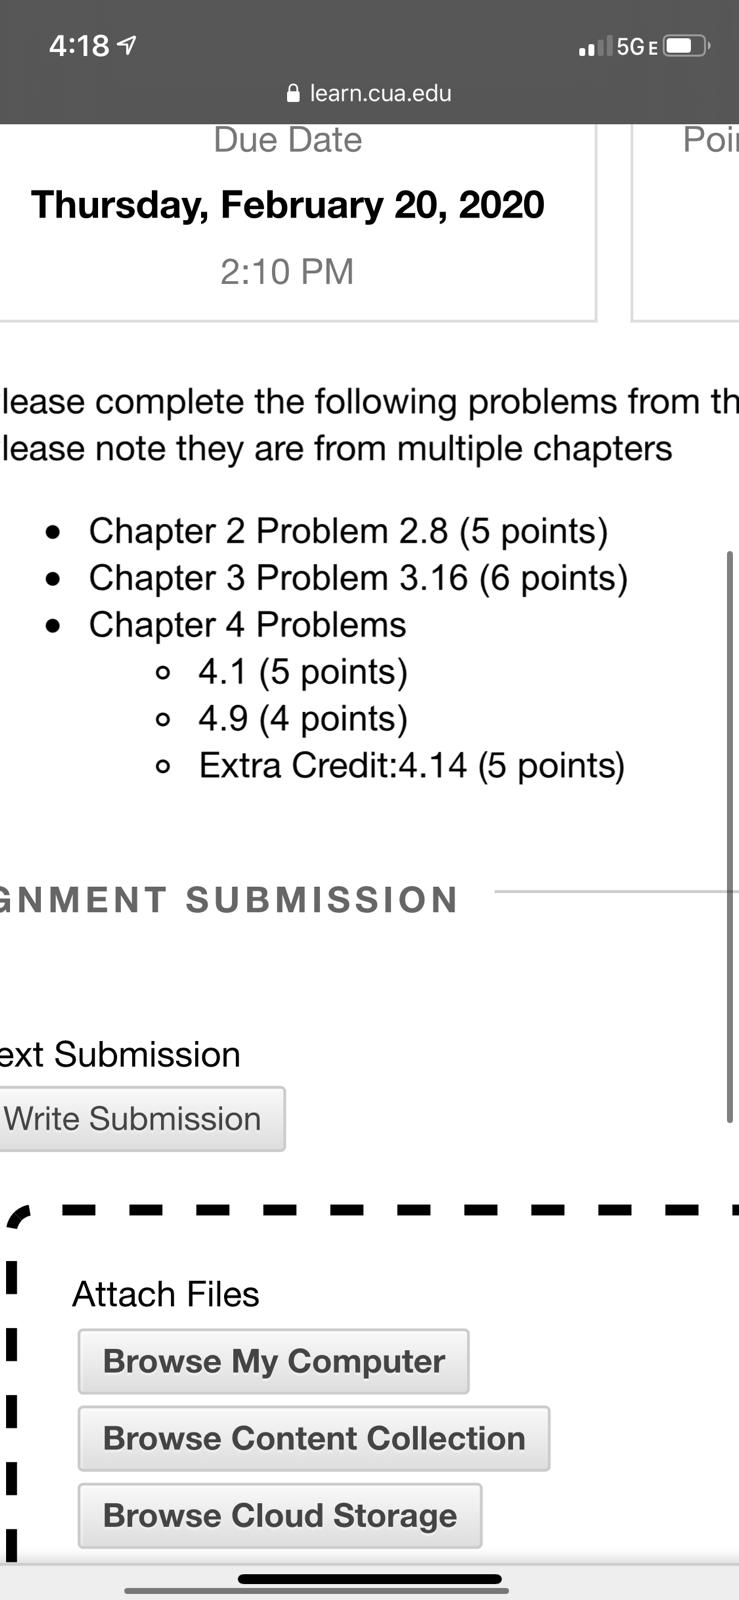 4:18
5GE
learn.cua.edu
Due Date
Poi
Thursday, February 20, 2020
2:10 PM
lease complete the following problems from th
lease note they are from multiple chapters
• Chapter 2 Problem 2.8 (5 points)
• Chapter 3 Problem 3.16 (6 points)
• Chapter 4 Problems
○ 4.1 (5 points)
○ 4.9 (4 points)
○ Extra Credit:4.14 (5 points)
GNMENT SUBMISSION
ext Submission
Write Submission
Attach Files
Browse My Computer
Browse Content Collection
Browse Cloud Storage